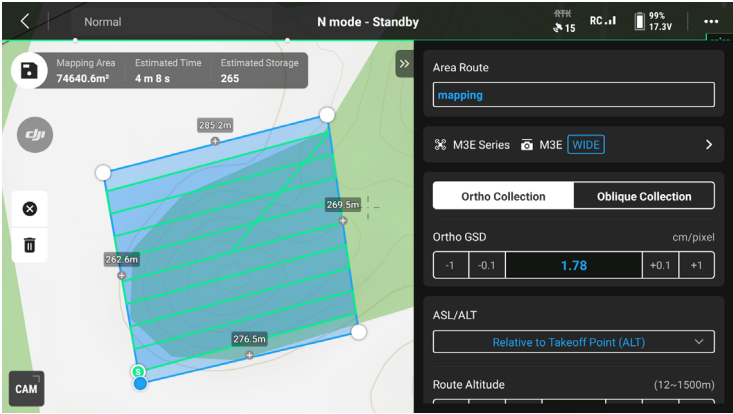 Normal
N mode - Standby
RTK
15
RC
99%
17.3V
Mapping Area
Estimated Time
Estimated Storage
74640.6m²
4 m 8 s
265
dji
285.2m
269.5m
262.6m
276.5m
S
CAM
Area Route
mapping
M3E Series
M3E
WIDE
Ortho Collection
Oblique Collection
Ortho GSD
cm/pixel
-1
-0.1
1.78
+0.1
+1
ASL/ALT
Relative to Takeoff Point (ALT)
Route Altitude
(12~1500m)